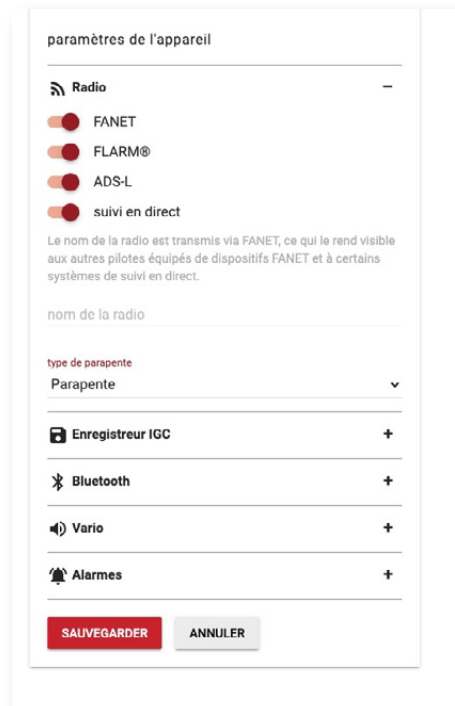 paramètres de l'appareil
Radio
FANET
FLARM®
ADS-L
suivi en direct
Le nom de la radio est transmis via FANET, ce qui le rend visible
aux autres pilotes équipés de dispositifs FANET et à certains
systèmes de suivi en direct.
nom de la radio
type de parapente
Parapente
Enregistreur IGC
Bluetooth
Vario
Alarmes
SAUVEGARDER ANNULER